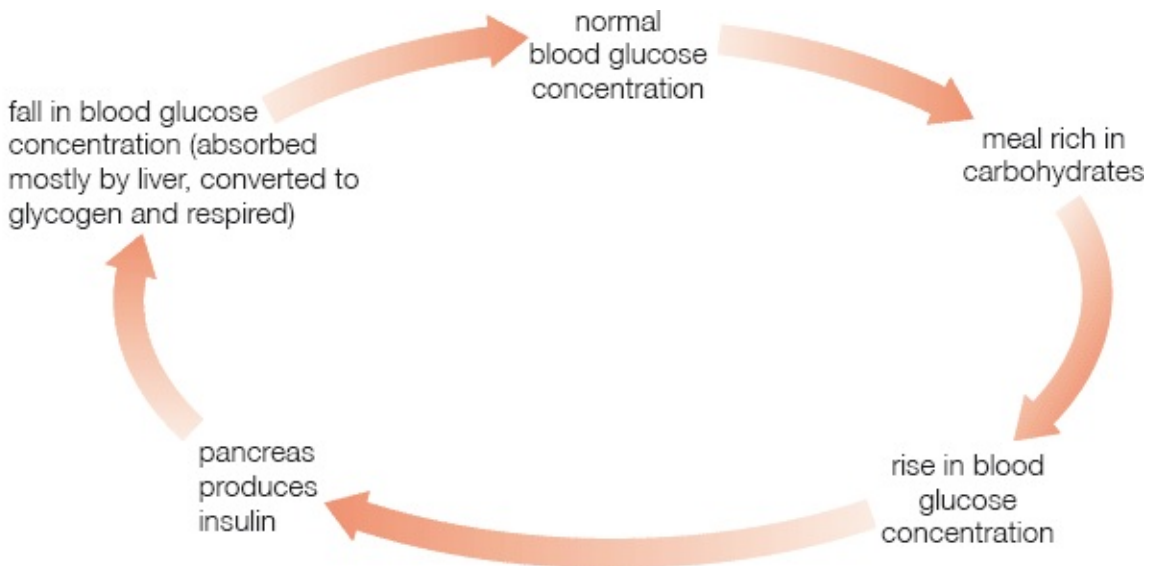 normal
blood glucose
concentration
meal rich in
carbohydrates
rise in blood
glucose
concentration
pancreas
produces
insulin
fall in blood glucose
concentration (absorbed
mostly by liver, converted to
glycogen and respired)